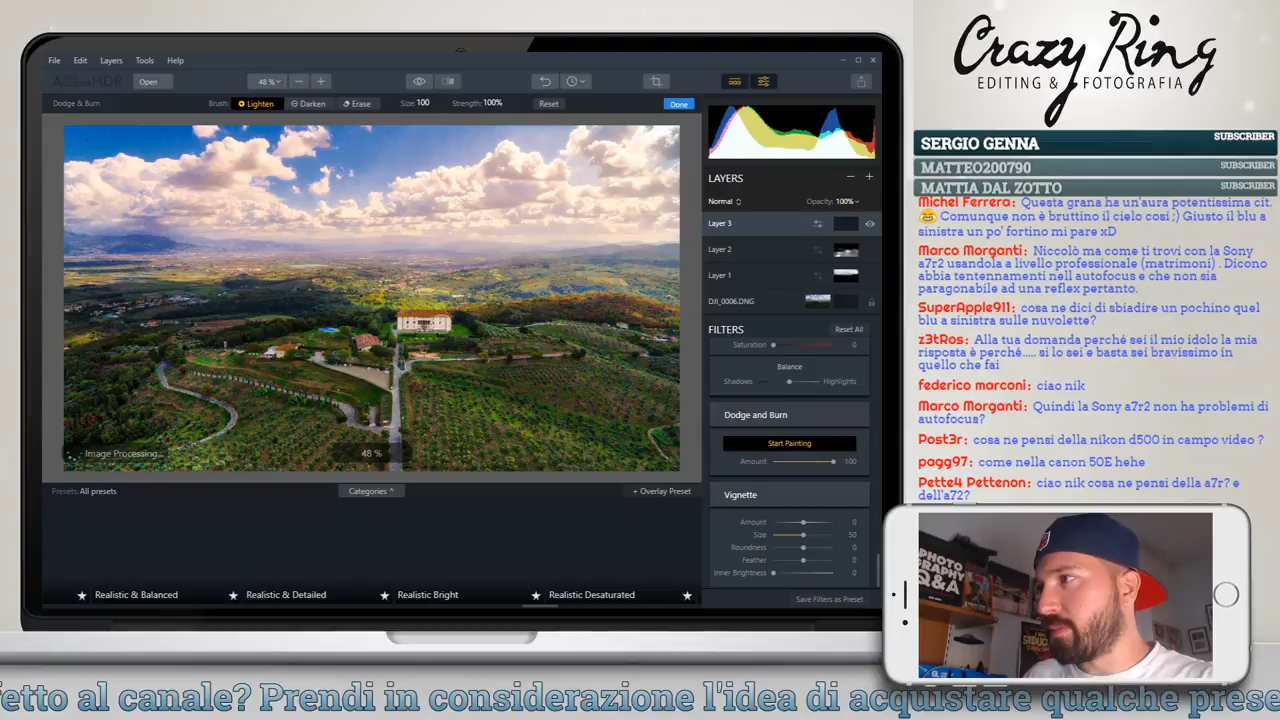 File Edit Layers Tools Help
Open 48 %
Dodge & Burn Brush: Lighten Darken Erase Size: 100 Strength: 100% Reset Done
Image Processing...
48 %
Presets: All presets Categories ^ + Overlay Preset
Realistic & Balanced Realistic & Detailed Realistic Bright Realistic Desaturated
LAYERS
Normal Opacity: 100%
Layer 3
Layer 2
Layer 1
DJI_0006.DNG
FILTERS Reset All
Saturation 0
Balance
Shadows Highlights
Dodge and Burn
Start Painting
Amount 100
Vignette
Amount 0
Size 50
Roundness 0
Feather 0
Inner Brightness 0
Save Filters as Preset
Crazy Ring
EDITING & FOTOGRAFIA
SERGIO GENNA SUBSCRIBER
MATTEO200790 SUBSCRIBER
MATTIA DAL ZOTTO SUBSCRIBER
Michel Ferrera: Questa grana ha un'aura potentissima cit.
😁 Comunque non è bruttino il cielo così ;) Giusto il blu a
sinistra un po' fortino mi pare xD
Marco Morganti: Niccolò ma come ti trovi con la Sony
a7r2 usandola a livello professionale (matrimoni) . Dicono
abbia tentennamenti nell autofocus e che non sia
paragonabile ad una reflex pertanto.
SuperApple911: cosa ne dici di sbiadire un pochino quel
blu a sinistra sulle nuvolette?
z3tRos: Alla tua domanda perché sei il mio idolo la mia
risposta è perché..... si lo sei e basta sei bravissimo in
quello che fai
federico marconi: ciao nik
Marco Morganti: Quindi la Sony a7r2 non ha problemi di
autofocus?
Post3r: cosa ne pensi della nikon d500 in campo video ?
pagg97: come nella canon 50E hehe
Pette4 Pettenon: ciao nik cosa ne pensi della a7r? e
dell'a72?
PHOTO
GRAPHY
Q&A
fetto al canale? Prendi in considerazione l'idea di acquistare qualche prese